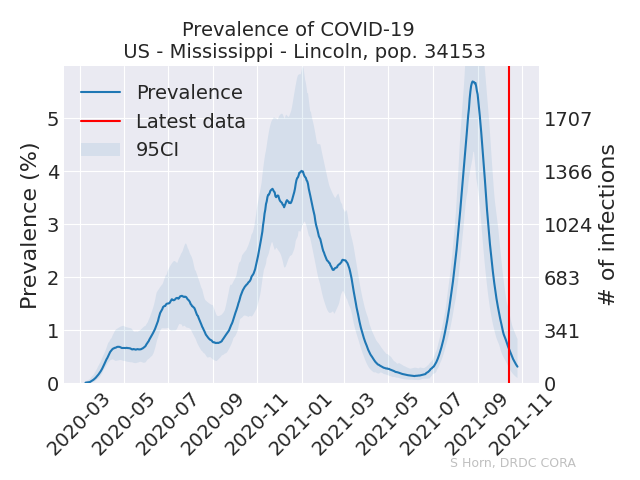 Prevalence of COVID-19
US - Mississippi - Lincoln, pop. 34153
Prevalence
Latest data
95CI
Prevalence (%)
5
4
3
2
1
0
1707
1366
1024
683
341
0
# of infections
2020-03
2020-05
2020-07
2020-09
2020-11
2021-01
2021-03
2021-05
2021-07
2021-09
2021-11
S Horn, DRDC CORA